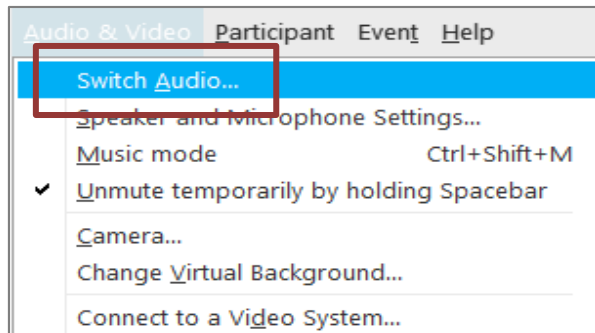 Audio & Video Participant Event Help
Switch Audio...
Speaker and Microphone Settings...
Music mode Ctrl+Shift+M
Unmute temporarily by holding Spacebar
Camera...
Change Virtual Background...
Connect to a Video System...